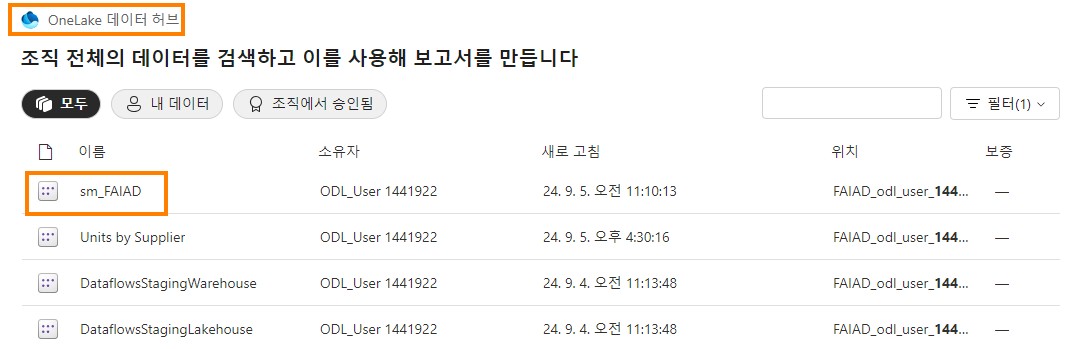 OneLake 데이터 허브
조직 전체의 데이터를 검색하고 이를 사용해 보고서를 만듭니다
모두 내 데이터 조직에서 승인됨 필터(1)
이름 소유자 새로 고침 위치 보증
sm_FAIAD ODL_User 1441922 24. 9. 5. 오전 11:10:13 FAIAD_odl_user_144... —
Units by Supplier ODL_User 1441922 24. 9. 5. 오후 4:30:16 FAIAD_odl_user_144... —
DataflowsStagingWarehouse ODL_User 1441922 24. 9. 4. 오전 11:13:48 FAIAD_odl_user_144... —
DataflowsStagingLakehouse ODL_User 1441922 24. 9. 4. 오전 11:13:48 FAIAD_odl_user_144... —